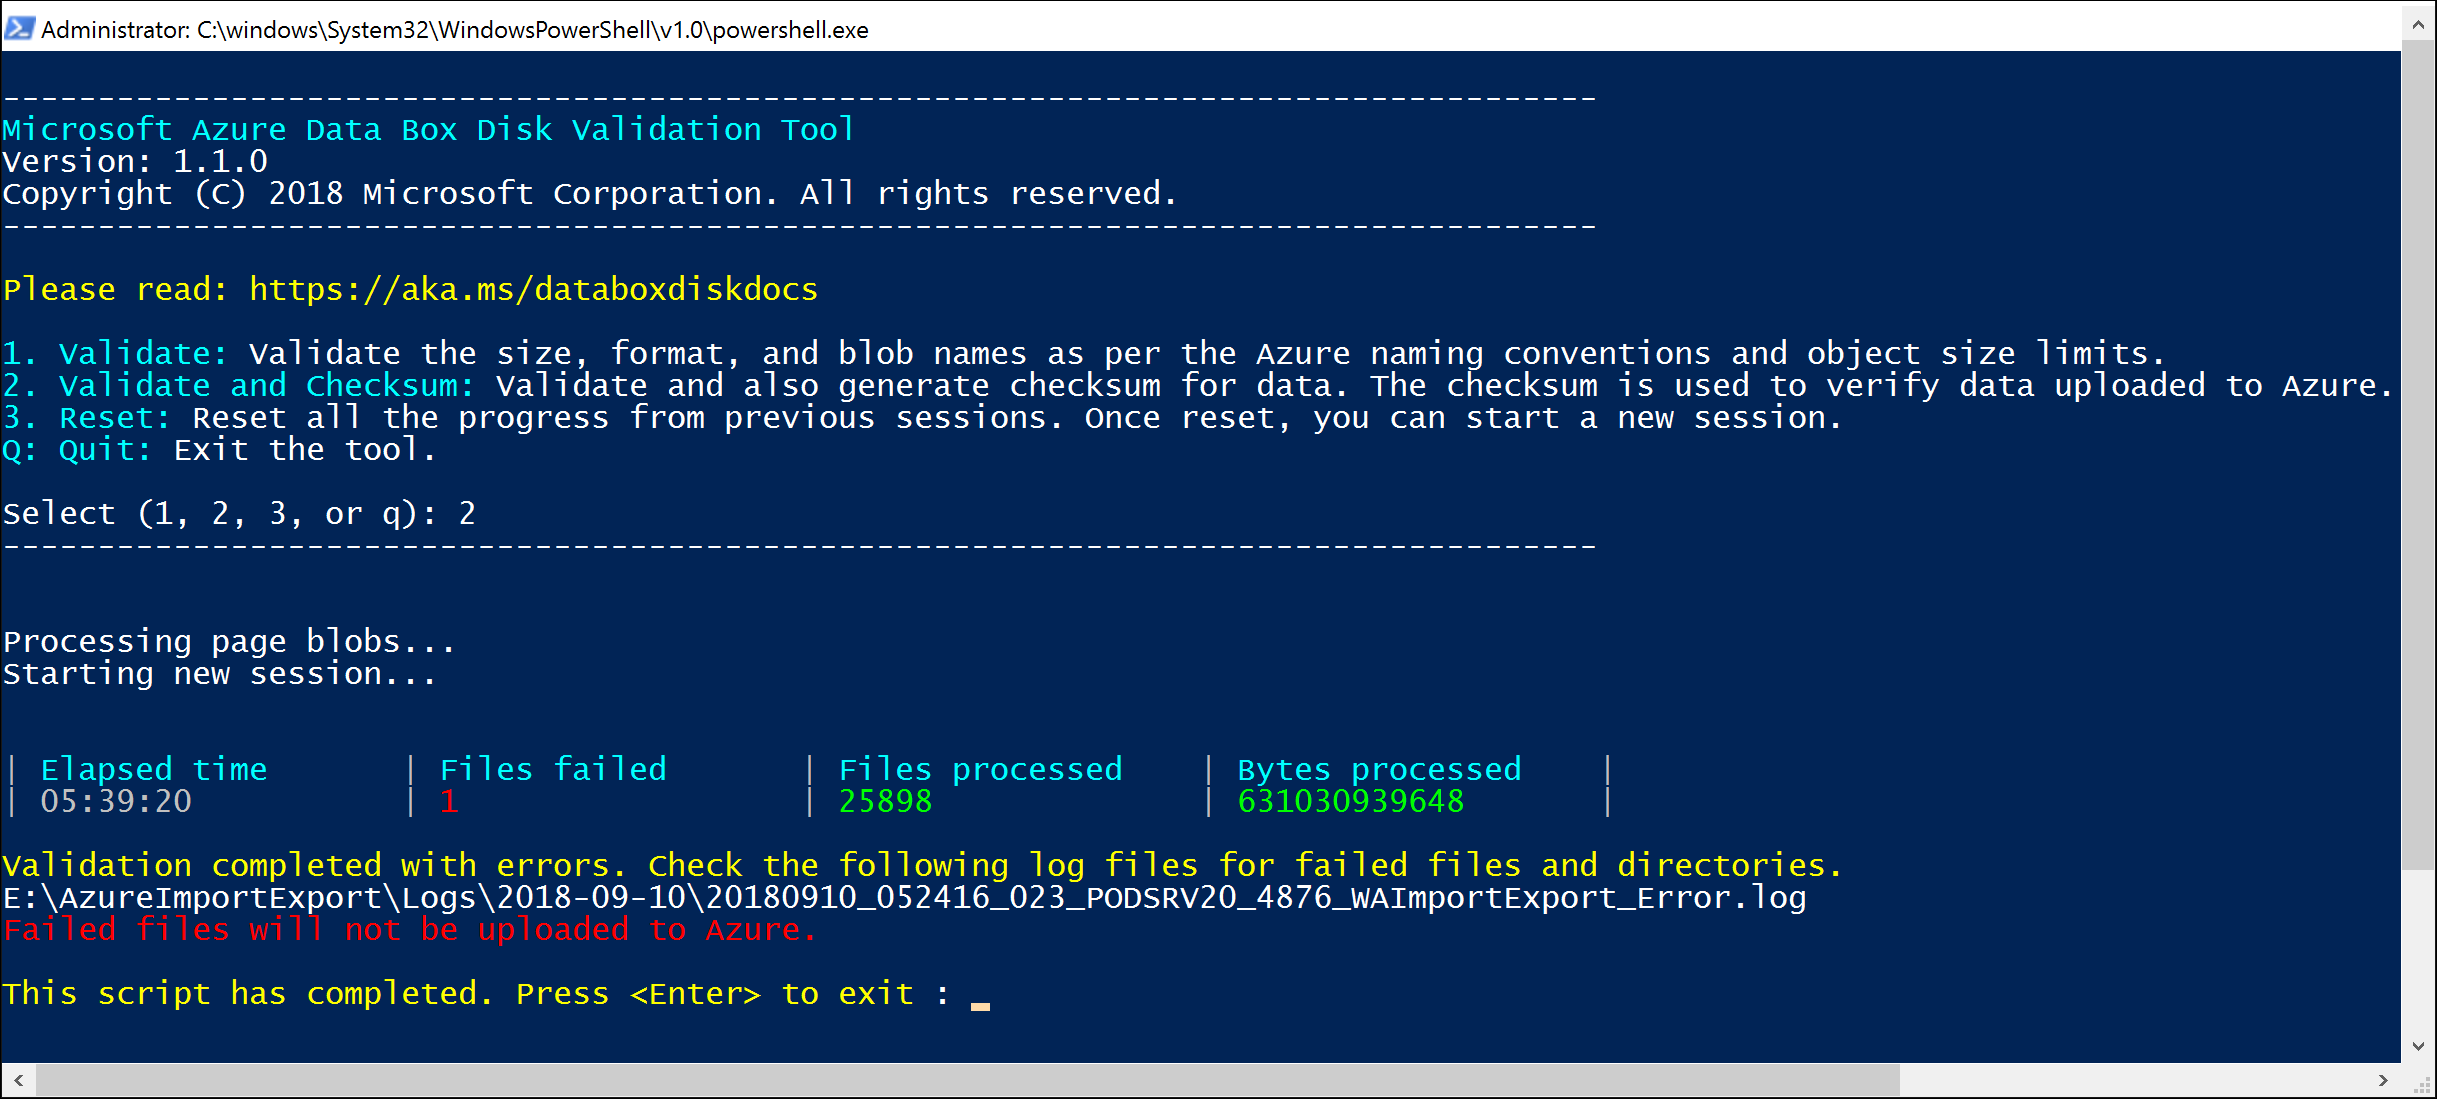 Administrator: C:\windows\System32\WindowsPowerShell\v1.0\powershell.exe
------------------------------------------------------------------------------------
Microsoft Azure Data Box Disk Validation Tool
Version: 1.1.0
Copyright (C) 2018 Microsoft Corporation. All rights reserved.
------------------------------------------------------------------------------------
Please read: https://aka.ms/databoxdiskdocs
1. Validate: Validate the size, format, and blob names as per the Azure naming conventions and object size limits.
2. Validate and Checksum: Validate and also generate checksum for data. The checksum is used to verify data uploaded to Azure.
3. Reset: Reset all the progress from previous sessions. Once reset, you can start a new session.
Q: Quit: Exit the tool.
Select (1, 2, 3, or q): 2
------------------------------------------------------------------------------------
Processing page blobs...
Starting new session...
| Elapsed time | Files failed | Files processed | Bytes processed |
| 05:39:20 | 1 | 25898 | 631030939648 |
Validation completed with errors. Check the following log files for failed files and directories.
E:\AzureImportExport\Logs\2018-09-10\20180910_052416_023_PODSRV20_4876_WAImportExport_Error.log
Failed files will not be uploaded to Azure.
This script has completed. Press <Enter> to exit : _